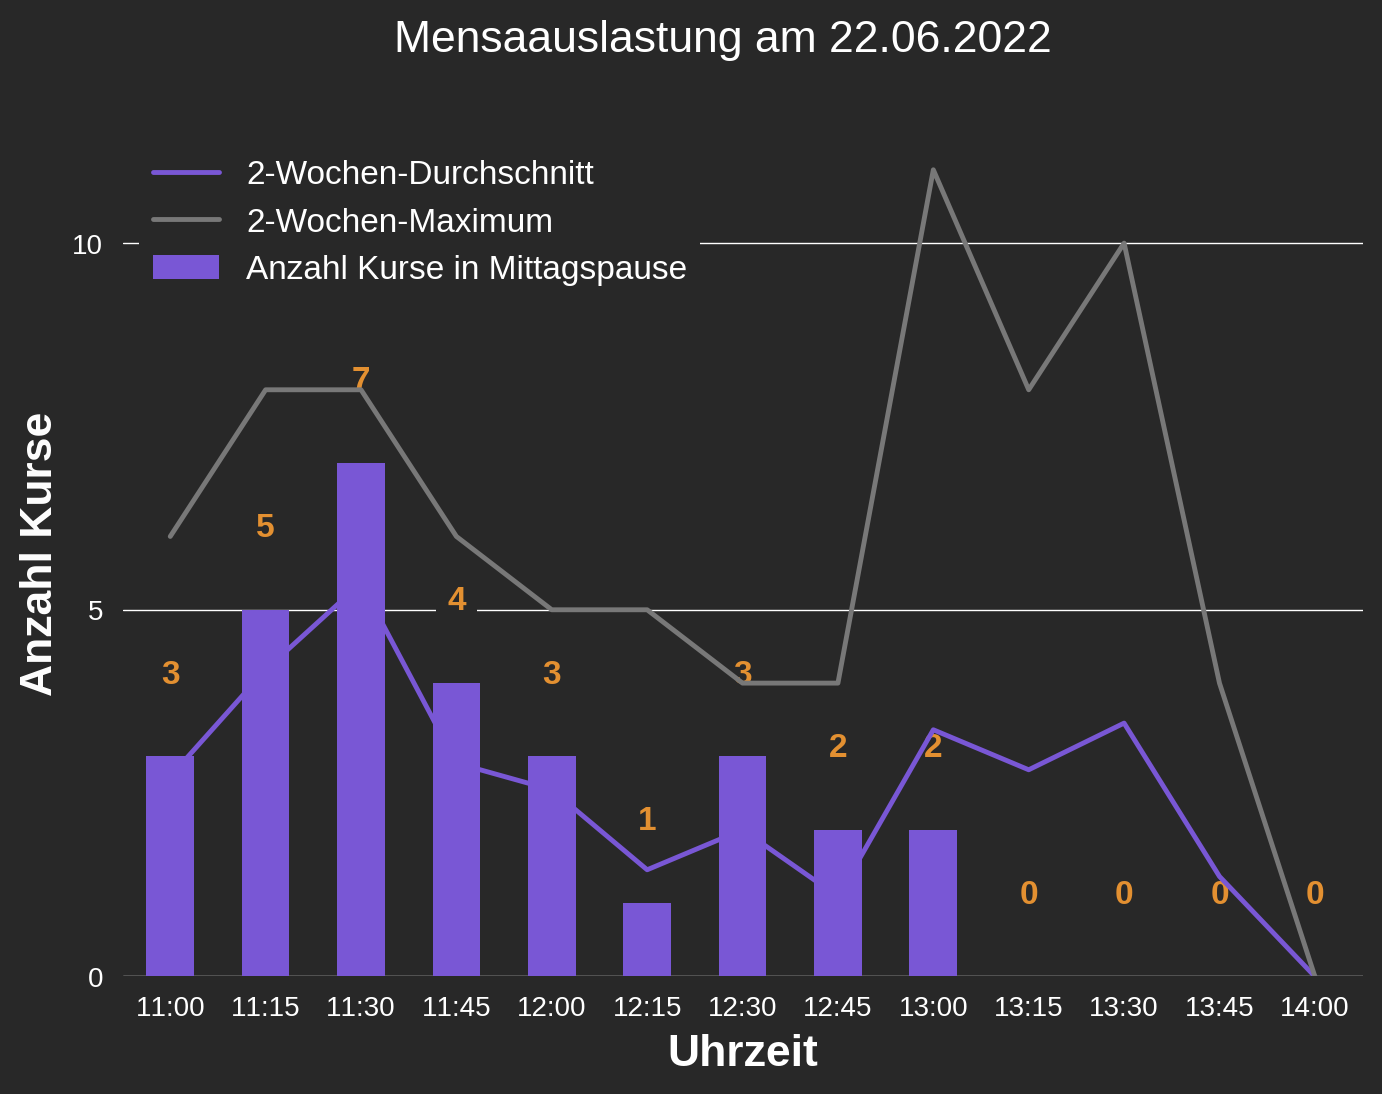 Mensaauslastung am 22.06.2022
2-Wochen-Durchschnitt
2-Wochen-Maximum
Anzahl Kurse in Mittagspause
Anzahl Kurse
10
5
0
3
5
7
4
3
1
3
2
2
0
0
0
0
11:00 11:15 11:30 11:45 12:00 12:15 12:30 12:45 13:00 13:15 13:30 13:45 14:00
Uhrzeit